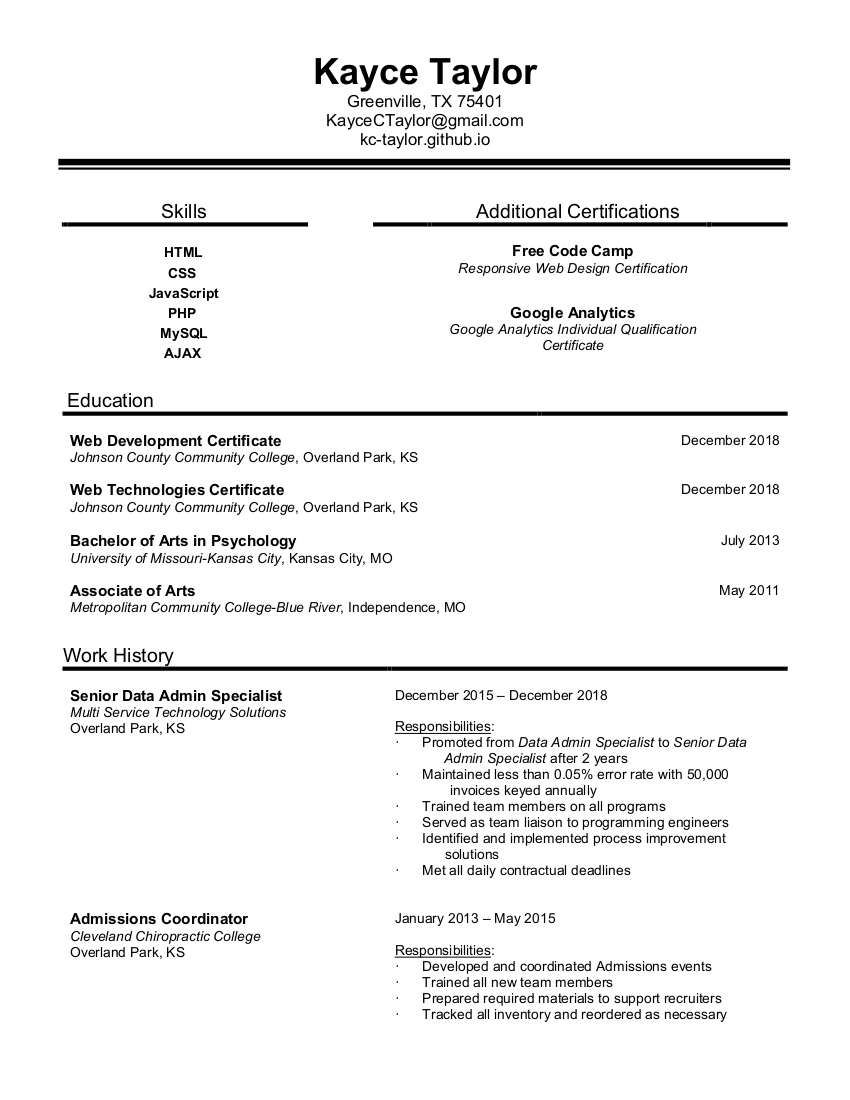 Kayce Taylor
Greenville, TX 75401
KayceCTaylor@gmail.com
kc-taylor.github.io
Skills
HTML
CSS
JavaScript
PHP
MySQL
AJAX
Additional Certifications
Free Code Camp
Responsive Web Design Certification
Google Analytics
Google Analytics Individual Qualification
Certificate
Education
Web Development Certificate December 2018
Johnson County Community College, Overland Park, KS
Web Technologies Certificate December 2018
Johnson County Community College, Overland Park, KS
Bachelor of Arts in Psychology July 2013
University of Missouri-Kansas City, Kansas City, MO
Associate of Arts May 2011
Metropolitan Community College-Blue River, Independence, MO
Work History
Senior Data Admin Specialist
Multi Service Technology Solutions
Overland Park, KS
December 2015 – December 2018
Responsibilities:
· Promoted from Data Admin Specialist to Senior Data
Admin Specialist after 2 years
· Maintained less than 0.05% error rate with 50,000
invoices keyed annually
· Trained team members on all programs
· Served as team liaison to programming engineers
· Identified and implemented process improvement
solutions
· Met all daily contractual deadlines
Admissions Coordinator
Cleveland Chiropractic College
Overland Park, KS
January 2013 – May 2015
Responsibilities:
· Developed and coordinated Admissions events
· Trained all new team members
· Prepared required materials to support recruiters
· Tracked all inventory and reordered as necessary